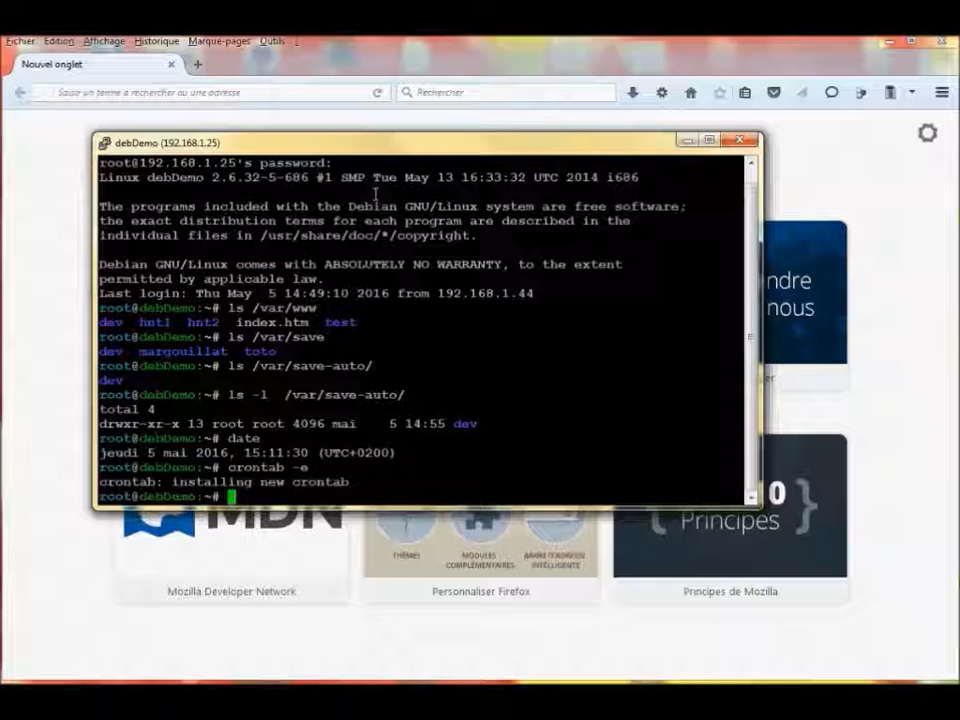 Fichier Edition Affichage Historique Marque-pages Outils
Nouvel onglet
Saisir un terme à rechercher ou une adresse
Rechercher
debDemo (192.168.1.25)
root@192.168.1.25's password:
Linux debDemo 2.6.32-5-686 #1 SMP Tue May 13 16:33:32 UTC 2014 i686
The programs included with the Debian GNU/Linux system are free software;
the exact distribution terms for each program are described in the
individual files in /usr/share/doc/*/copyright.
Debian GNU/Linux comes with ABSOLUTELY NO WARRANTY, to the extent
permitted by applicable law.
Last login: Thu May  5 14:49:10 2016 from 192.168.1.44
root@debDemo:~# ls /var/www
dev  hnt1  hnt2  index.htm  test
root@debDemo:~# ls /var/save
dev  margouillat  toto
root@debDemo:~# ls /var/save-auto/
dev
root@debDemo:~# ls -l  /var/save-auto/
total 4
drwxr-xr-x 13 root root 4096 mai    5 14:55 dev
root@debDemo:~# date
jeudi 5 mai 2016, 15:11:30 (UTC+0200)
root@debDemo:~# crontab -e
crontab: installing new crontab
root@debDemo:~#
ndre
nous
er
MDN
THÈMES
MODULES COMPLÉMENTAIRES
BARRE D'ADRESSE INTELLIGENTE
0
{ Principes }
Mozilla Developer Network
Personnaliser Firefox
Principes de Mozilla